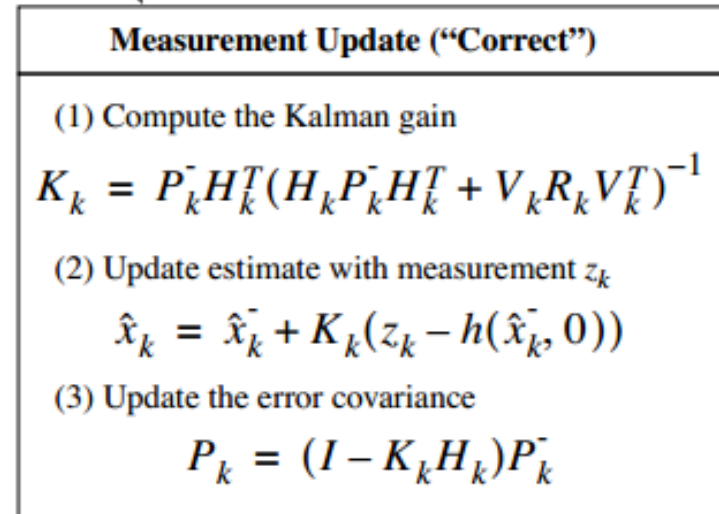 Measurement Update (“Correct”)
(1) Compute the Kalman gain
K_k = P_k^- H_k^T (H_k P_k^- H_k^T + V_k R_k V_k^T)^{-1}
(2) Update estimate with measurement z_k
x̂_k = x̂_k^- + K_k(z_k – h(x̂_k^-, 0))
(3) Update the error covariance
P_k = (I – K_k H_k)P_k^-